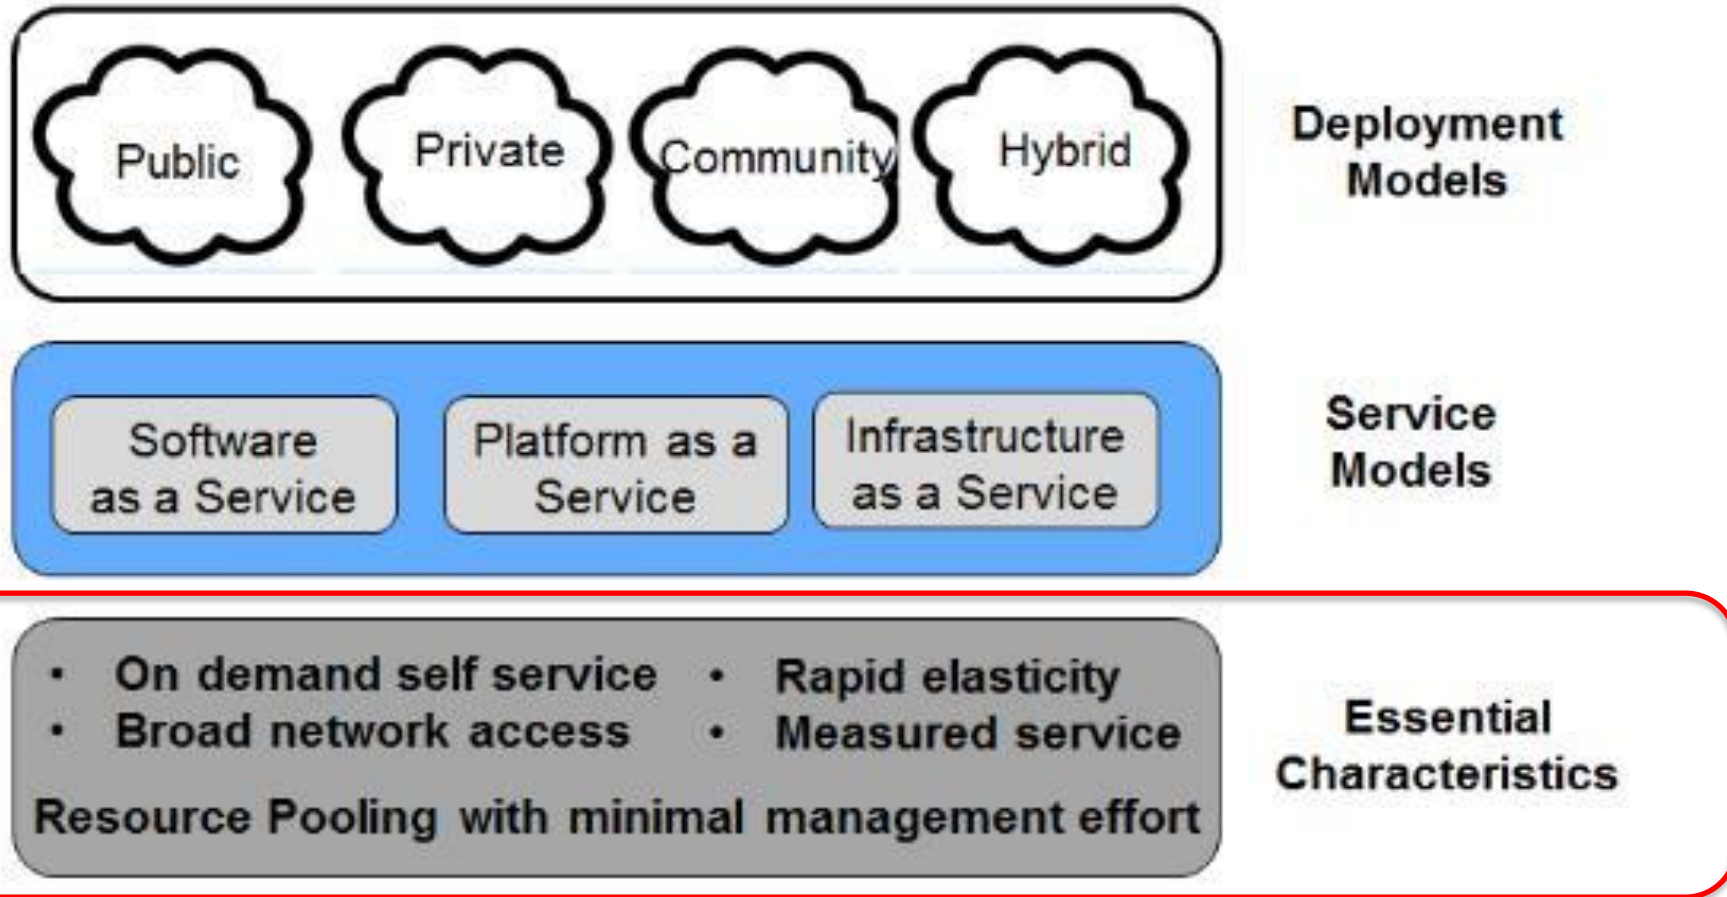 Public
Private
Community
Hybrid
Deployment
Models
Software
as a Service
Platform as a
Service
Infrastructure
as a Service
Service
Models
• On demand self service
• Broad network access
• Rapid elasticity
• Measured service
Resource Pooling with minimal management effort
Essential
Characteristics